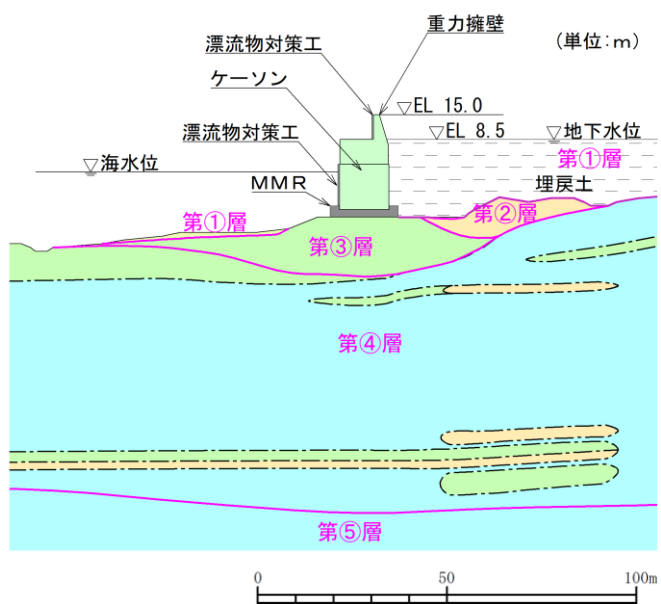 重力擁壁
漂流物対策工
(単位:m)
ケーソン
▽EL 15.0
漂流物対策工
▽EL 8.5
▽地下水位
▽海水位
第①層
MMR
埋戻土
第①層
第②層
第③層
第④層
第⑤層
0 50 100m